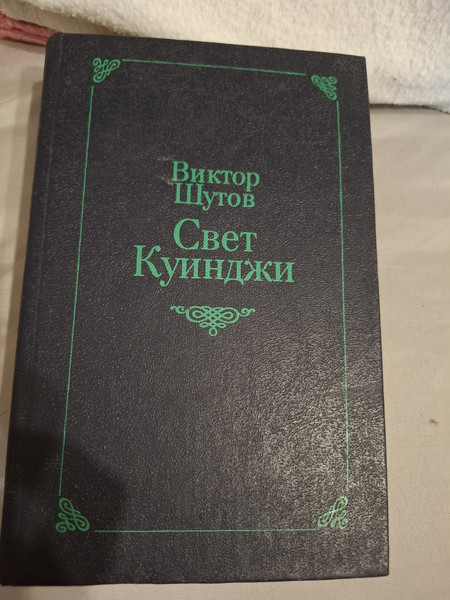 Виктор
Шутов
Свет
Куинджи